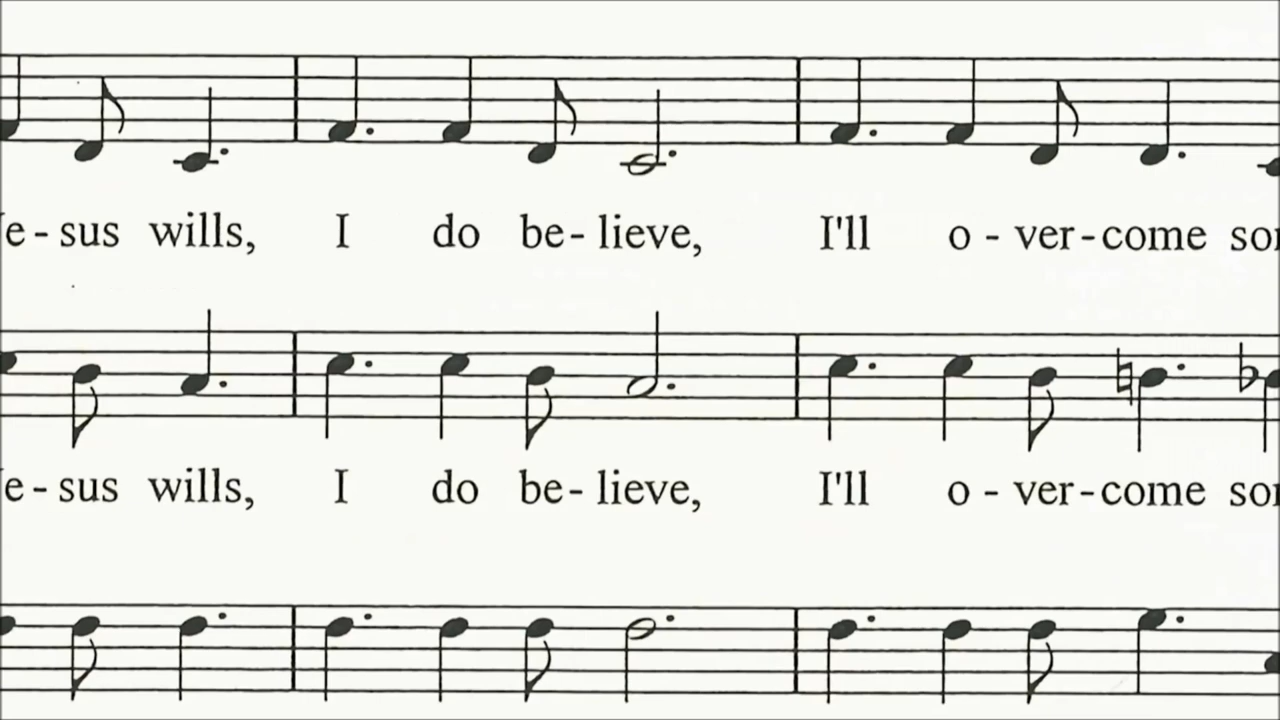 e - sus wills, I do be - lieve, I'll o - ver - come
e - sus wills, I do be - lieve, I'll o - ver - come